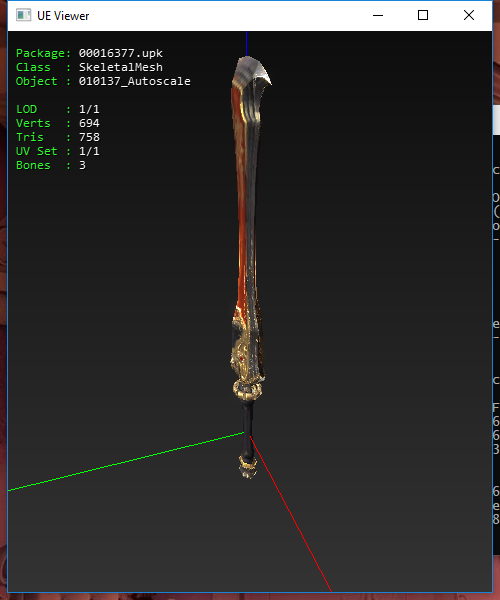 UE Viewer
Package: 00016377.upk
Class : SkeletalMesh
Object : 010137_Autoscale
LOD : 1/1
Verts : 694
Tris : 758
UV Set : 1/1
Bones : 3